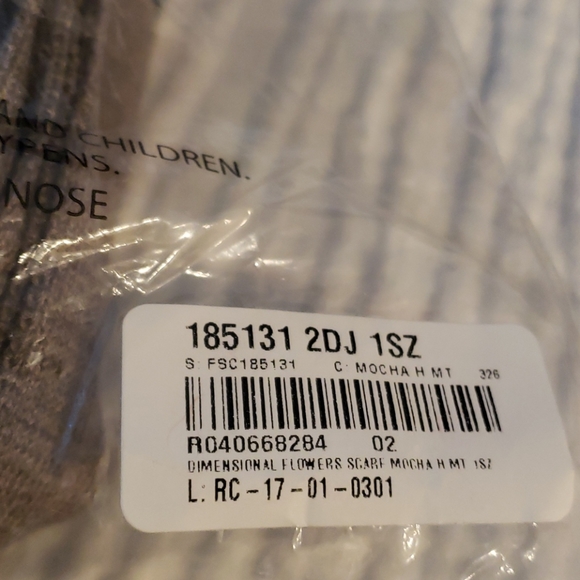 AND CHILDREN.
YPENS.
NOSE
185131 2DJ 1SZ
S: FSC185131 C: MOCHA H MT 326
R040668284 02
DIMENSIONAL FLOWERS SCARF MOCHA H MT 1SZ
L: RC-17-01-0301